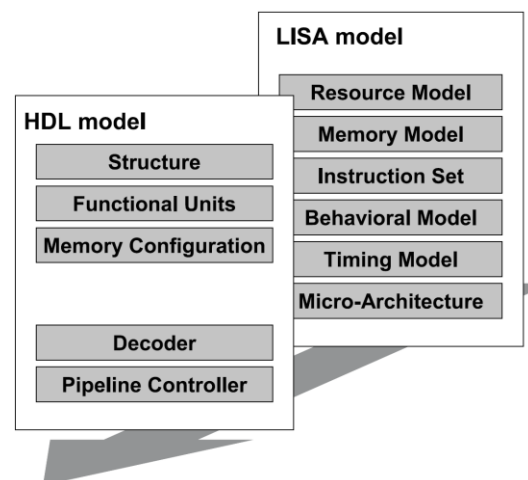 LISA model
Resource Model
Memory Model
Instruction Set
Behavioral Model
Timing Model
Micro-Architecture
HDL model
Structure
Functional Units
Memory Configuration
Decoder
Pipeline Controller